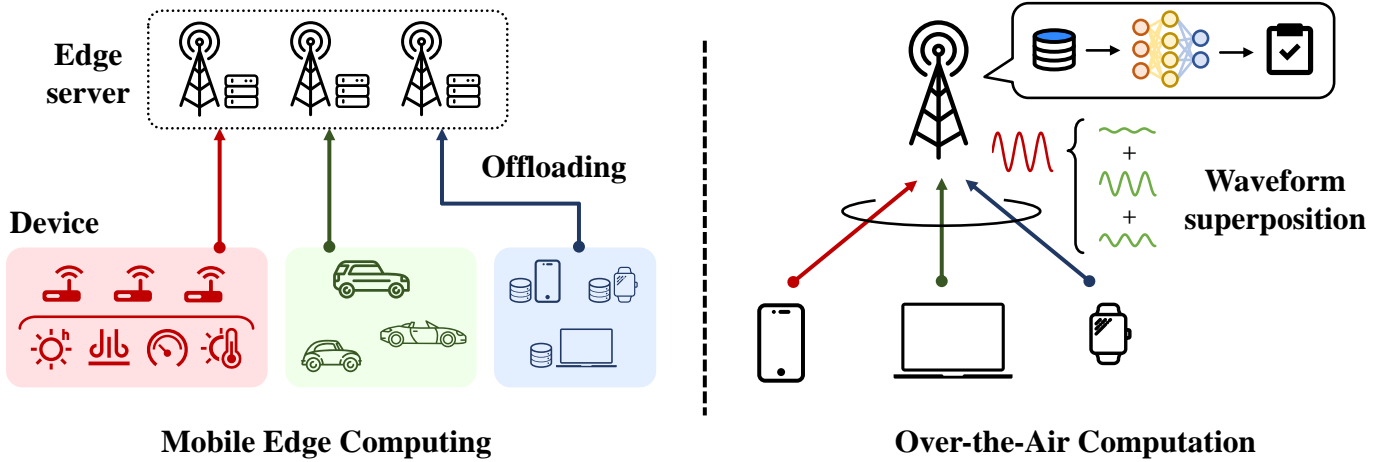 Edge
server
Offloading
Device
h
Mobile Edge Computing
+
+
Waveform
superposition
Over-the-Air Computation